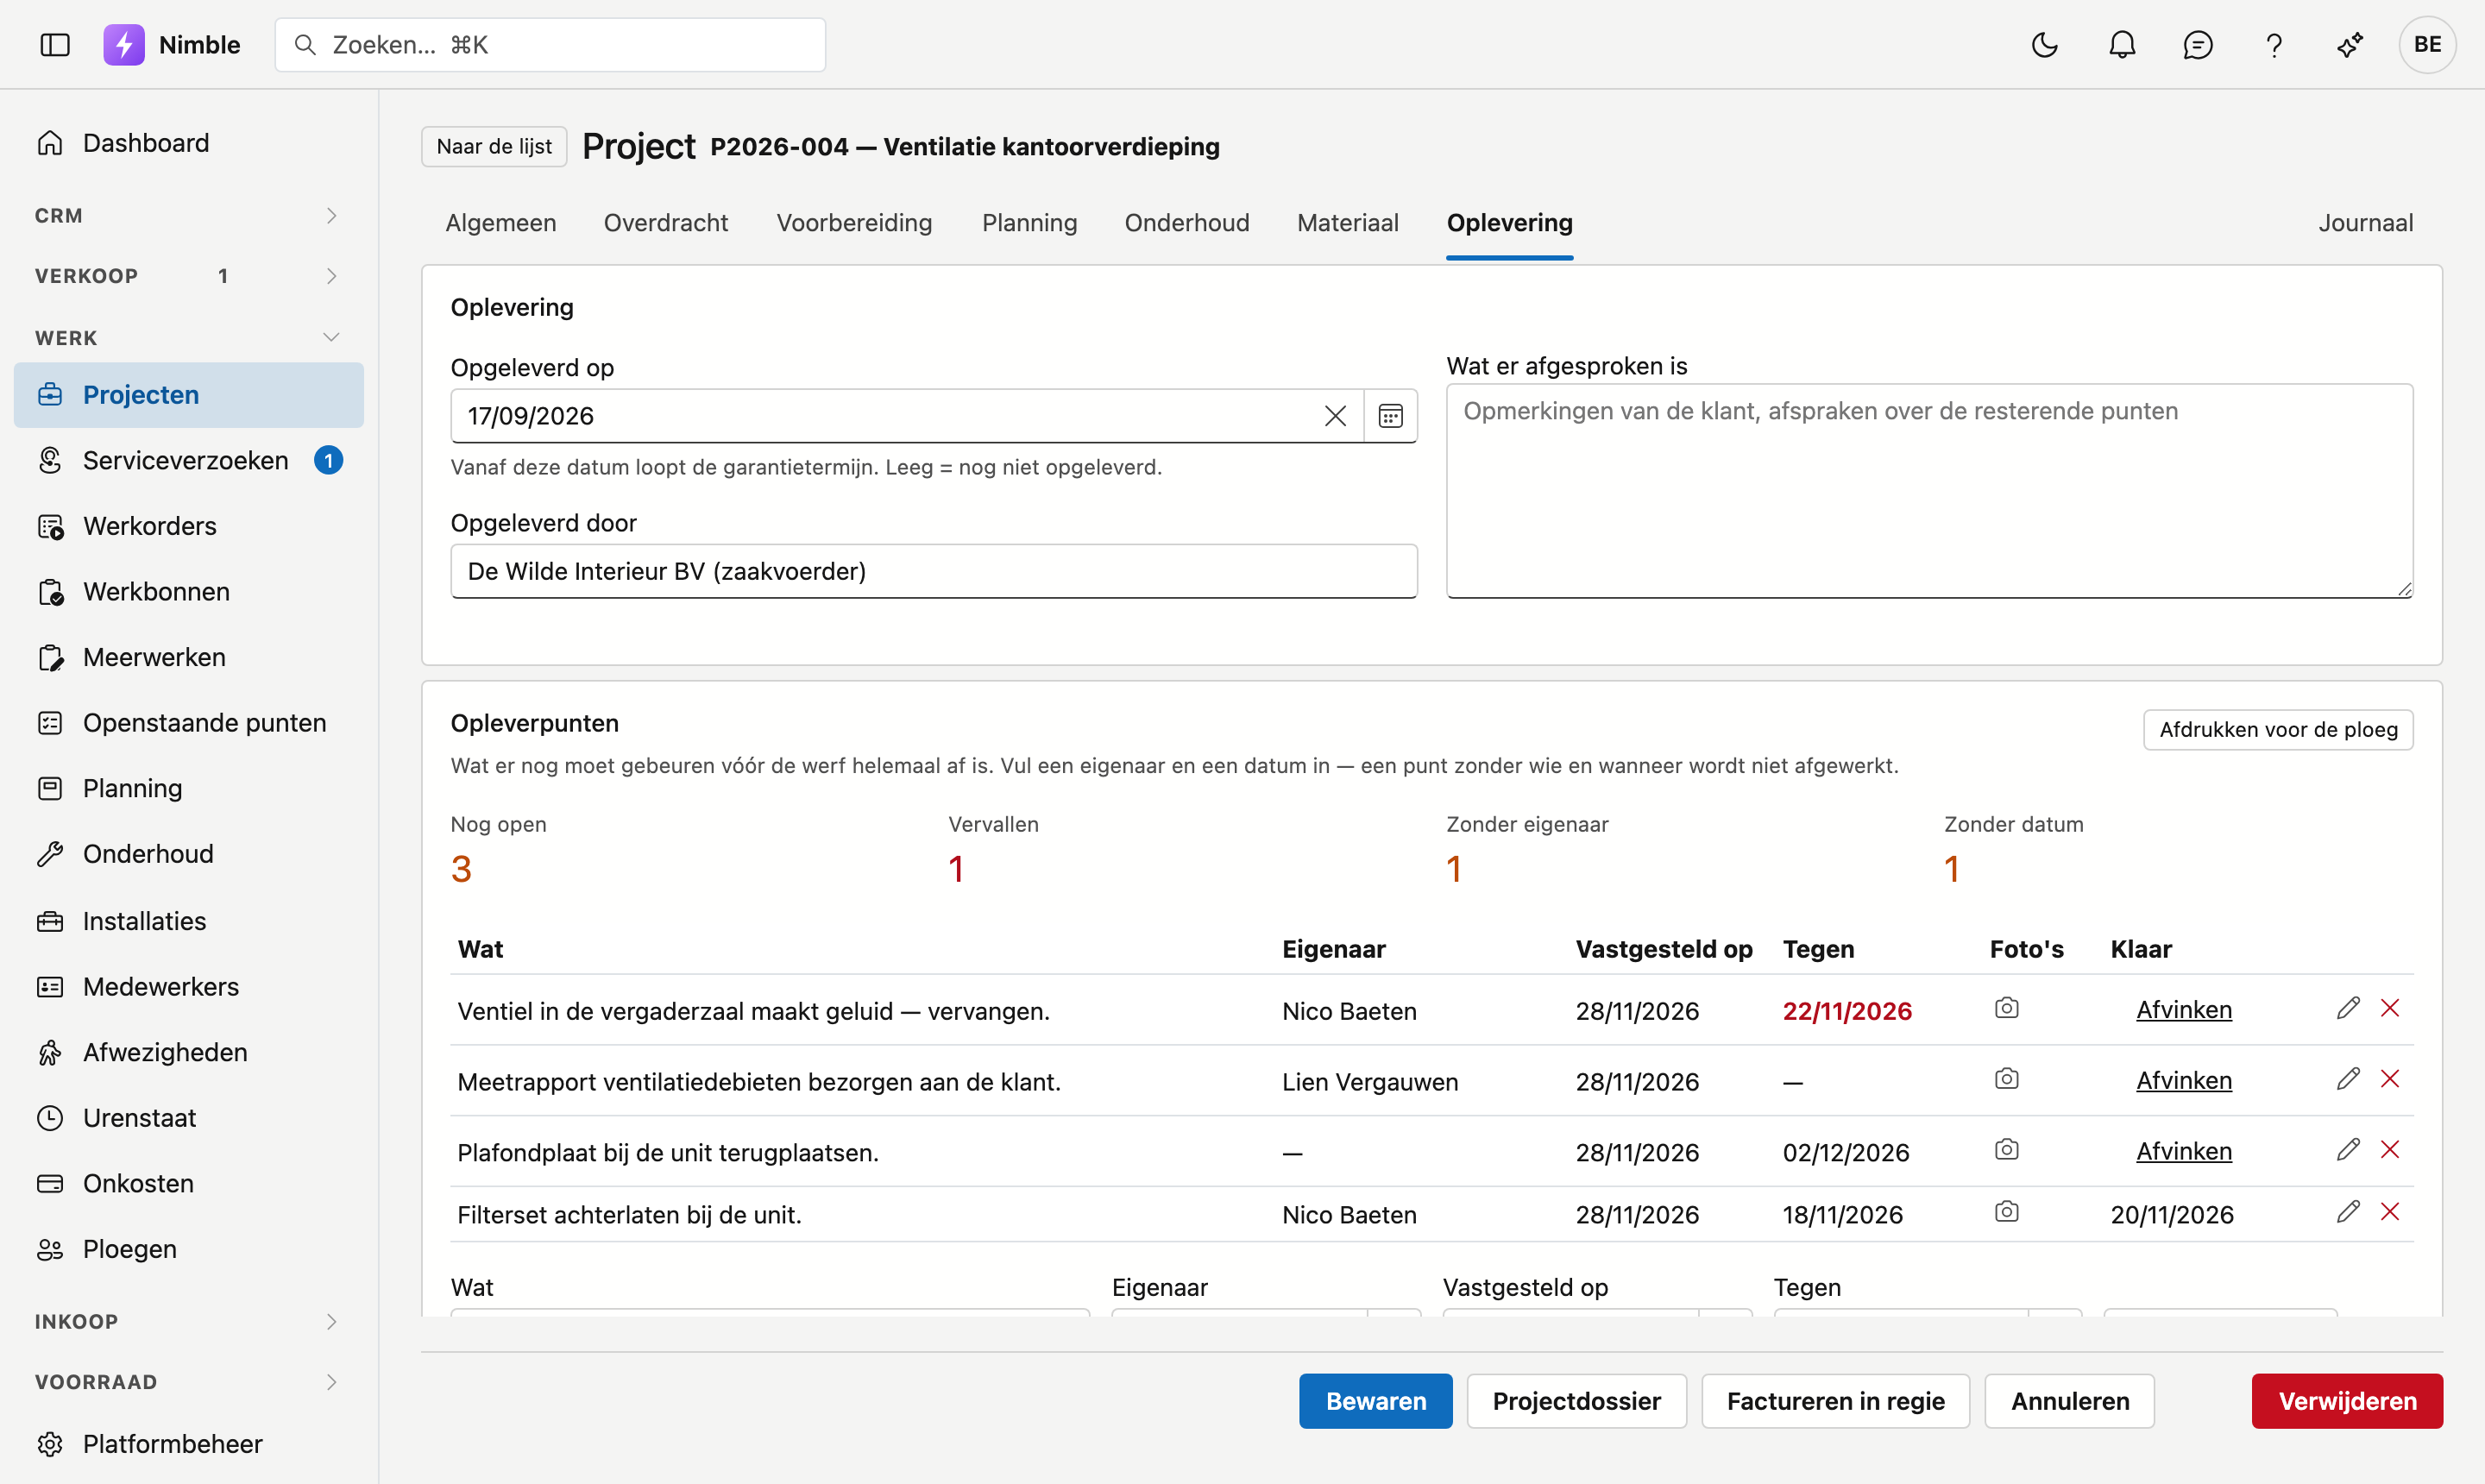 Nimble
Zoeken... ⌘K
BE
Dashboard
CRM
VERKOOP 1
WERK
Projecten
Serviceverzoeken 1
Werkorders
Werkbonnen
Meerwerken
Openstaande punten
Planning
Onderhoud
Installaties
Medewerkers
Afwezigheden
Urenstaat
Onkosten
Ploegen
INKOOP
VOORRAAD
Platformbeheer
Naar de lijst Project P2026-004 — Ventilatie kantoorverdieping
Algemeen Overdracht Voorbereiding Planning Onderhoud Materiaal Oplevering Journaal
Oplevering
Opgeleverd op
17/09/2026
Vanaf deze datum loopt de garantietermijn. Leeg = nog niet opgeleverd.
Opgeleverd door
De Wilde Interieur BV (zaakvoerder)
Wat er afgesproken is
Opmerkingen van de klant, afspraken over de resterende punten
Opleverpunten
Afdrukken voor de ploeg
Wat er nog moet gebeuren vóór de werf helemaal af is. Vul een eigenaar en een datum in — een punt zonder wie en wanneer wordt niet afgewerkt.
Nog open Vervallen Zonder eigenaar Zonder datum
3 1 1 1
Wat Eigenaar Vastgesteld op Tegen Foto's Klaar
Ventiel in de vergaderzaal maakt geluid — vervangen. Nico Baeten 28/11/2026 22/11/2026 Afvinken
Meetrapport ventilatiedebieten bezorgen aan de klant. Lien Vergauwen 28/11/2026 — Afvinken
Plafondplaat bij de unit terugplaatsen. — 28/11/2026 02/12/2026 Afvinken
Filterset achterlaten bij de unit. Nico Baeten 28/11/2026 18/11/2026 20/11/2026
Wat Eigenaar Vastgesteld op Tegen
Bewaren Projectdossier Factureren in regie Annuleren Verwijderen